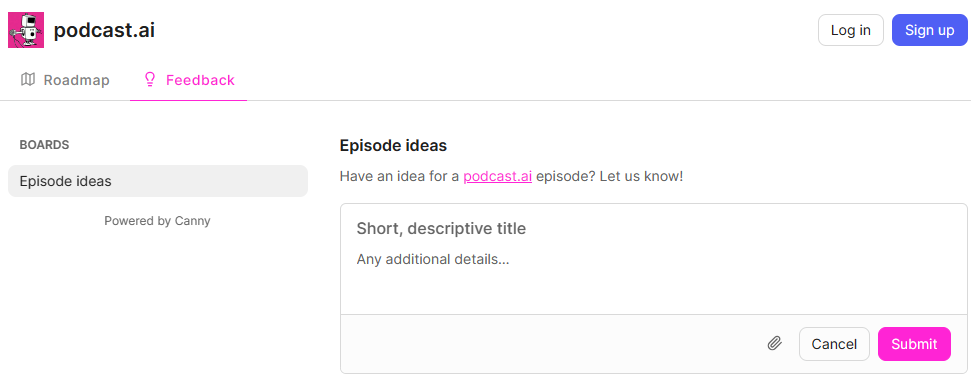 podcast.ai
Log in
Sign up
Roadmap
Feedback
BOARDS
Episode ideas
Powered by Canny
Episode ideas
Have an idea for a podcast.ai episode? Let us know!
Short, descriptive title
Any additional details...
Cancel
Submit